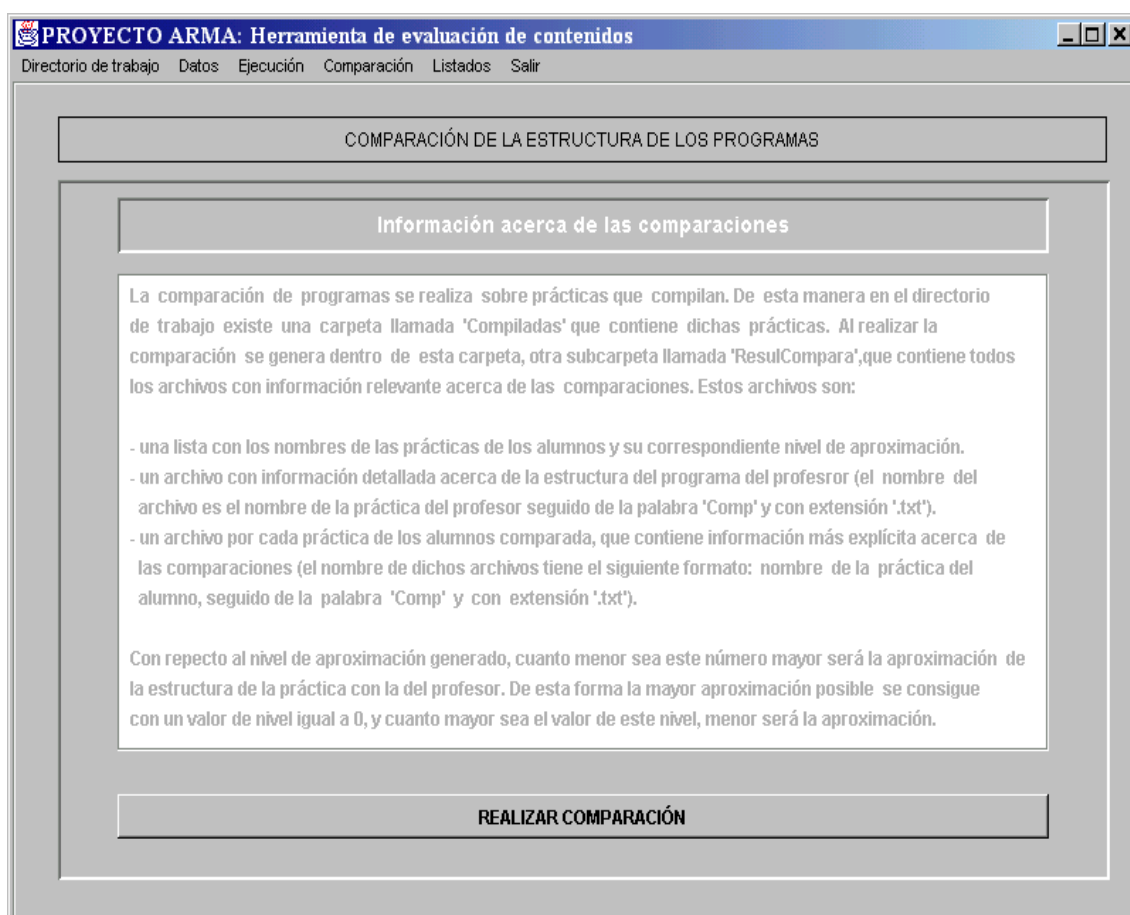 PROYECTO ARMA: Herramienta de evaluación de contenidos
Directorio de trabajo Datos Ejecución Comparación Listados Salir
COMPARACIÓN DE LA ESTRUCTURA DE LOS PROGRAMAS
Información acerca de las comparaciones
La comparación de programas se realiza sobre prácticas que compilan. De esta manera en el directorio
de trabajo existe una carpeta llamada 'Compiladas' que contiene dichas prácticas. Al realizar la
comparación se genera dentro de esta carpeta, otra subcarpeta llamada 'ResulCompara',que contiene todos
los archivos con información relevante acerca de las comparaciones. Estos archivos son:
- una lista con los nombres de las prácticas de los alumnos y su correspondiente nivel de aproximación.
- un archivo con información detallada acerca de la estructura del programa del profesror (el nombre del
archivo es el nombre de la práctica del profesor seguido de la palabra 'Comp' y con extensión '.txt').
- un archivo por cada práctica de los alumnos comparada, que contiene información más explícita acerca de
las comparaciones (el nombre de dichos archivos tiene el siguiente formato: nombre de la práctica del
alumno, seguido de la palabra 'Comp' y con extensión '.txt').
Con repecto al nivel de aproximación generado, cuanto menor sea este número mayor será la aproximación de
la estructura de la práctica con la del profesor. De esta forma la mayor aproximación posible se consigue
con un valor de nivel igual a 0, y cuanto mayor sea el valor de este nivel, menor será la aproximación.
REALIZAR COMPARACIÓN